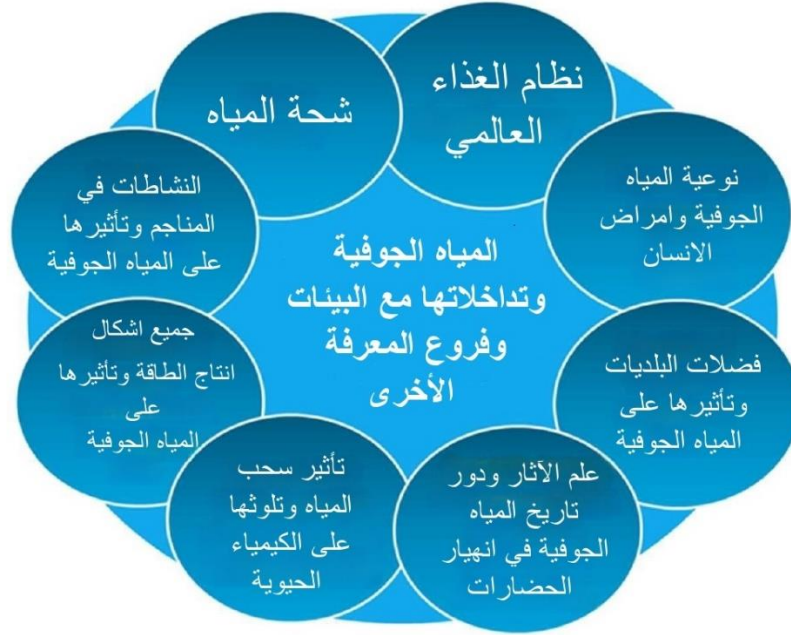 نظام الغذاء
العالمي
نوعية المياه
الجوفية وامراض
الانسان
فضلات البلديات
وتأثيرها على
المياه الجوفية
علم الآثار ودور
تاريخ المياه
الجوفية في انهيار
الحضارات
تأثير سحب
المياه وتلوثها
على الكيمياء
الحيوية
جميع اشكال
انتاج الطاقة وتأثيرها
على
المياه الجوفية
النشاطات في
المناجم وتأثيرها
على المياه الجوفية
شحة المياه
المياه الجوفية
وتداخلاتها مع البيئات
وفروع المعرفة
الأخرى